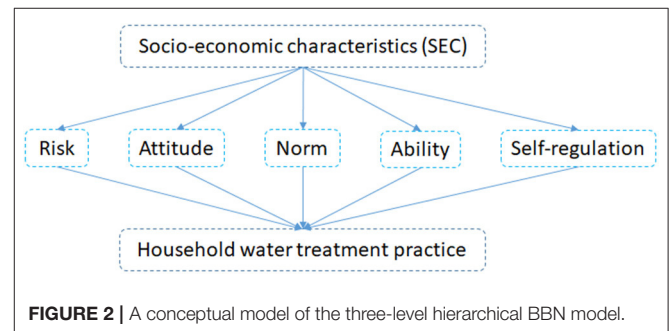 Socio-economic characteristics (SEC)
Risk Attitude Norm Ability Self-regulation
Household water treatment practice
FIGURE 2 | A conceptual model of the three-level hierarchical BBN model.